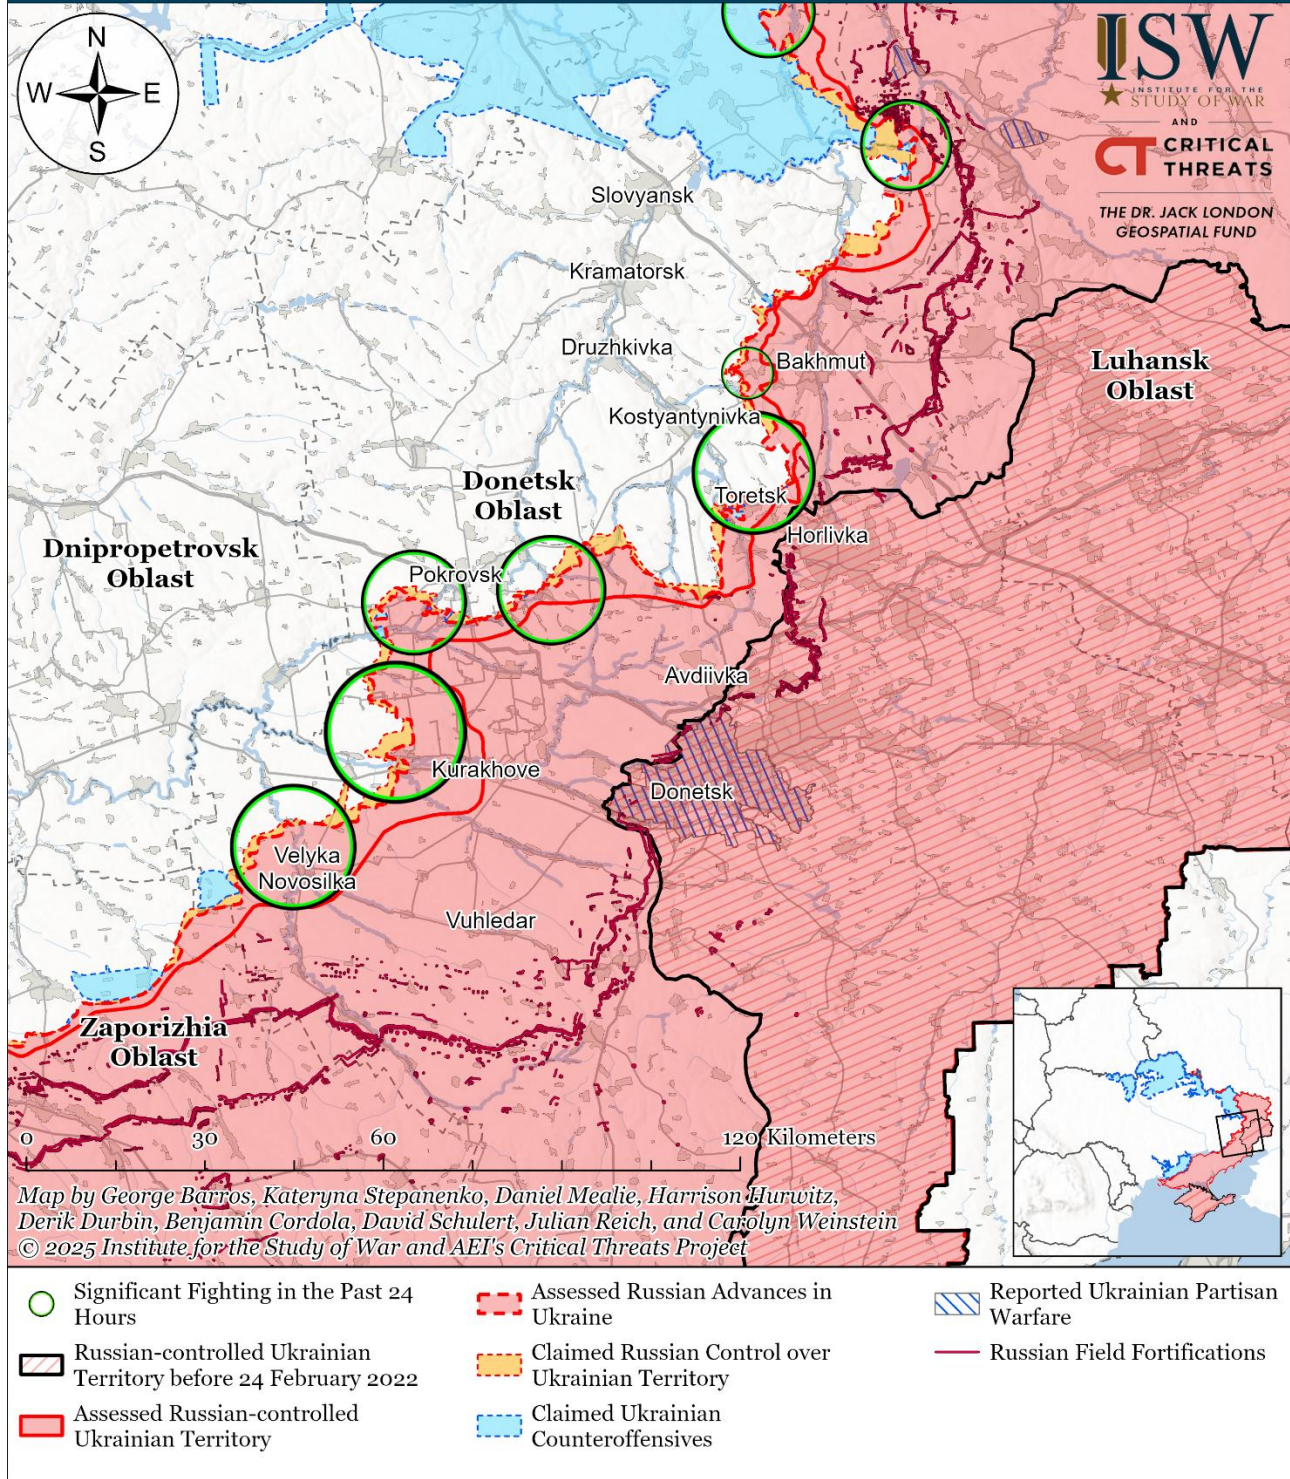 N
W
E
S
ISW
INSTITUTE FOR THE
STUDY OF WAR
AND
CT CRITICAL
THREATS
THE DR. JACK LONDON
GEOSPATIAL FUND
Slovyansk
Kramatorsk
Druzhkivka
Bakhmut
Luhansk
Oblast
Kostyantynivka
Donetsk
Oblast
Toretsk
Horlivka
Dnipropetrovsk
Oblast
Pokrovsk
Avdiivka
Kurakhove
Donetsk
Velyka
Novosilka
Vuhledar
Zaporizhia
Oblast
0 30 60 120 Kilometers
Map by George Barros, Kateryna Stepanenko, Daniel Mealie, Harrison Hurwitz,
Derik Durbin, Benjamin Cordola, David Schulert, Julian Reich, and Carolyn Weinstein
© 2025 Institute for the Study of War and AEI's Critical Threats Project
Significant Fighting in the Past 24
Hours
Russian-controlled Ukrainian
Territory before 24 February 2022
Assessed Russian-controlled
Ukrainian Territory
Assessed Russian Advances in
Ukraine
Claimed Russian Control over
Ukrainian Territory
Claimed Ukrainian
Counteroffensives
Reported Ukrainian Partisan
Warfare
Russian Field Fortifications